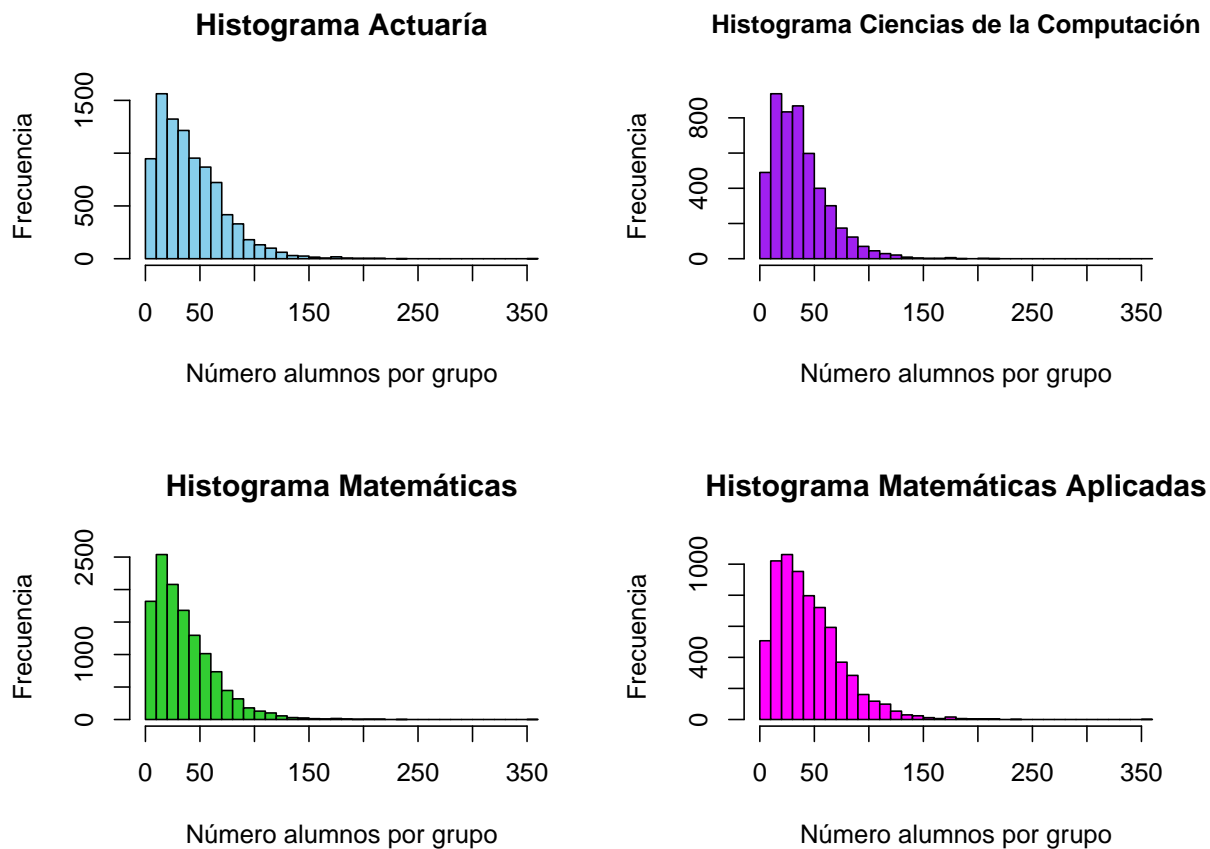 Histograma Actuaría
Frecuencia
0 500 1500
0 50 150 250 350
Número alumnos por grupo
Histograma Ciencias de la Computación
Frecuencia
0 400 800
0 50 150 250 350
Número alumnos por grupo
Histograma Matemáticas
Frecuencia
0 1000 2500
0 50 150 250 350
Número alumnos por grupo
Histograma Matemáticas Aplicadas
Frecuencia
0 400 1000
0 50 150 250 350
Número alumnos por grupo